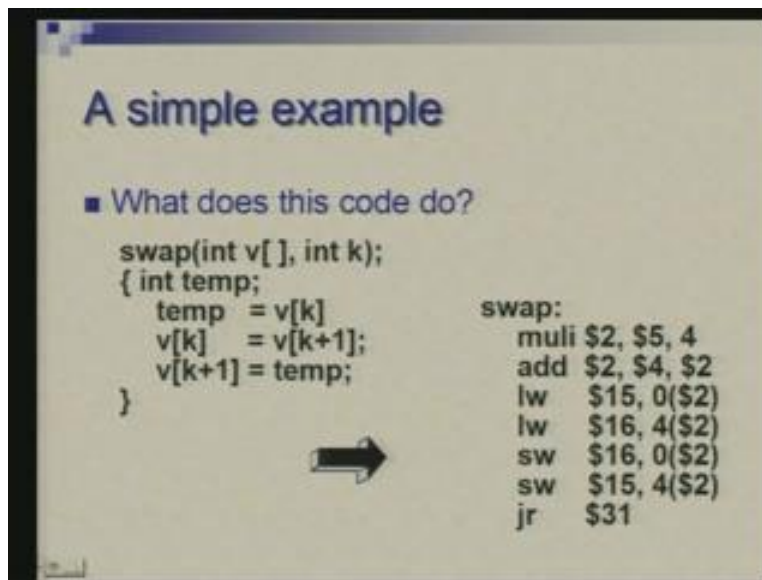 A simple example
What does this code do?
swap(int v[ ], int k);
{ int temp;
temp = v[k]
v[k] = v[k+1];
v[k+1] = temp;
}
swap:
muli $2, $5, 4
add $2, $4, $2
lw $15, 0($2)
lw $16, 4($2)
sw $16, 0($2)
sw $15, 4($2)
jr $31